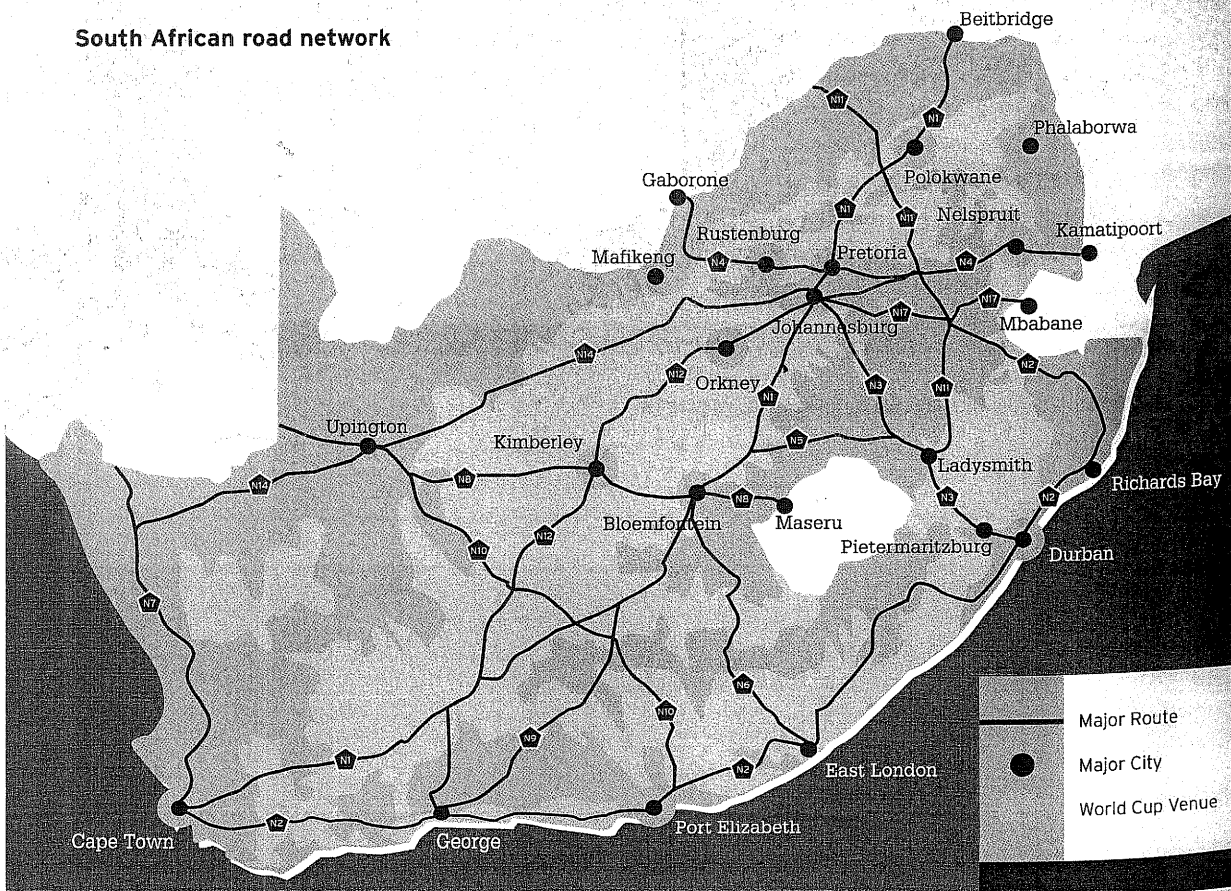 South African road network
Beitbridge
N11
N1
Phalaborwa
Polokwane
Gaborone
N1
N11
Nelspruit
Kamatipoort
Rustenburg
Pretoria
Mafikeng
N4
N4
N17
N17
Mbabane
Johannesburg
N14
N12
Orkney
N1
N3
N11
N2
Upington
Kimberley
N5
Ladysmith
N14
N8
N8
N3
N2
Richards Bay
Bloemfontein
Maseru
Pietermaritzburg
Durban
N10
N12
N7
N6
N10
N9
N1
N2
East London
N2
Cape Town
George
Port Elizabeth
Major Route
Major City
World Cup Venue